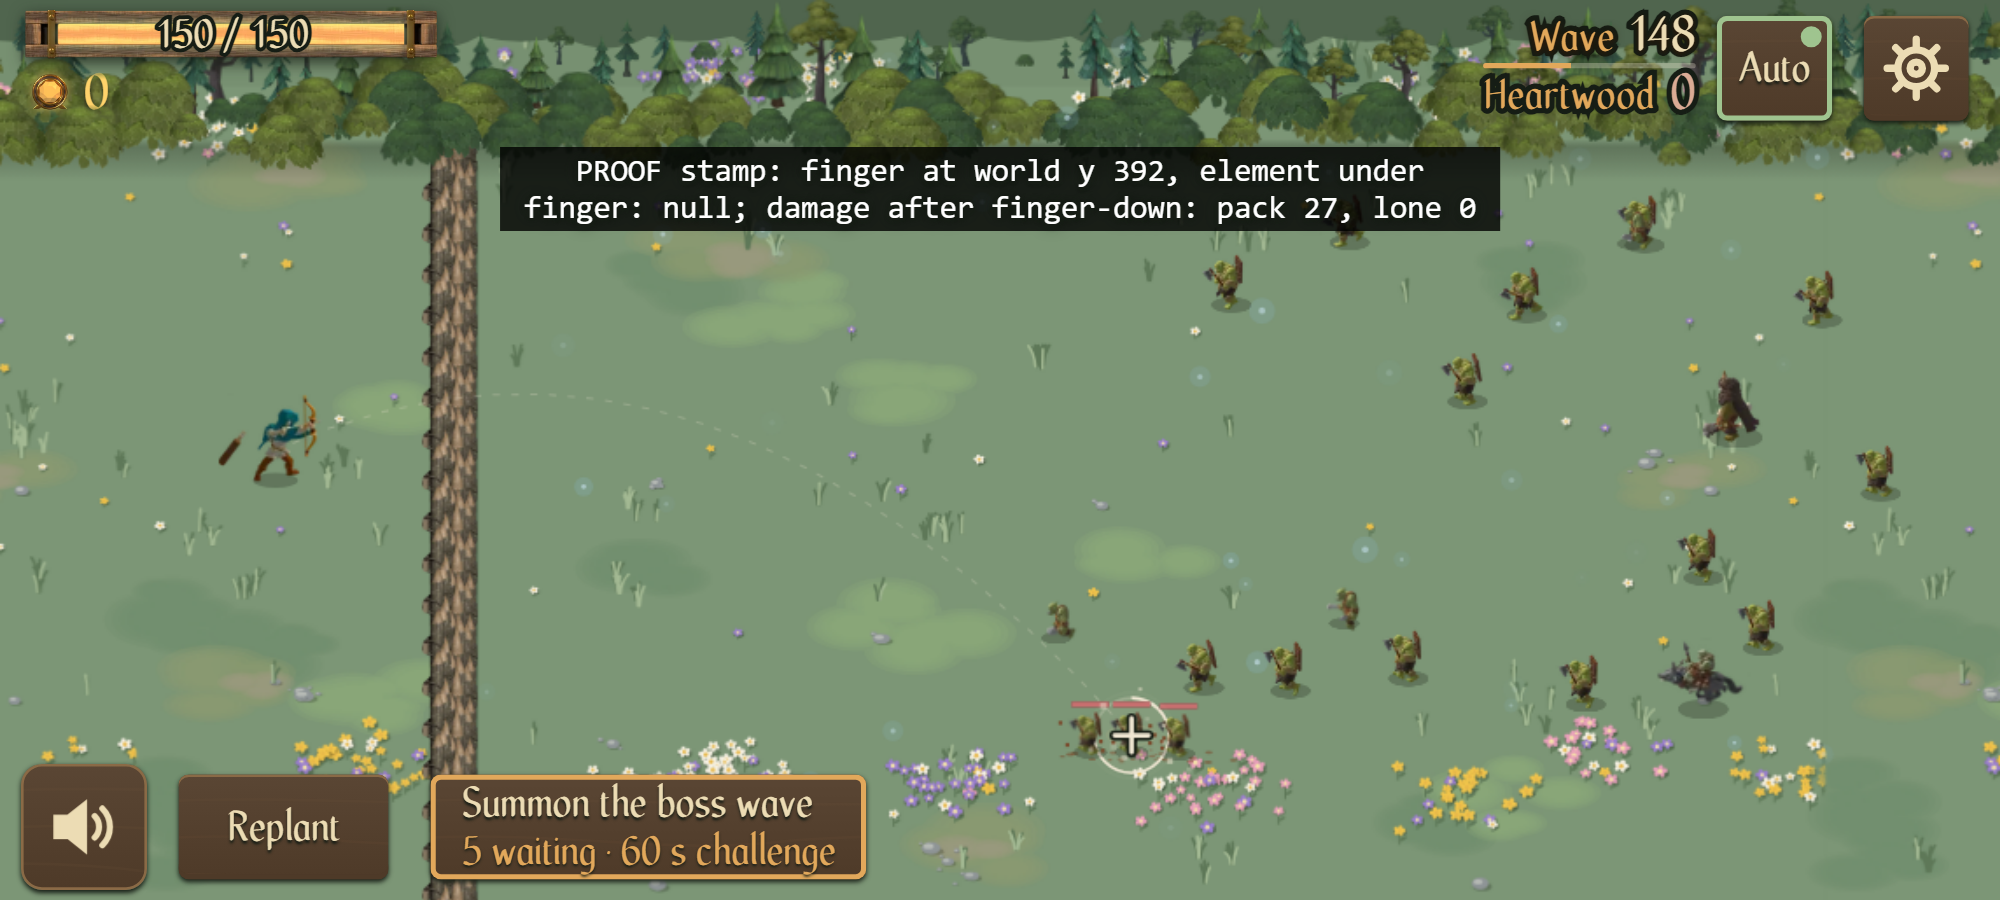 150 / 150
0
Wave 148
Heartwood 0
Auto
PROOF stamp: finger at world y 392, element under
finger: null; damage after finger-down: pack 27, lone 0
Replant
Summon the boss wave
5 waiting · 60 s challenge